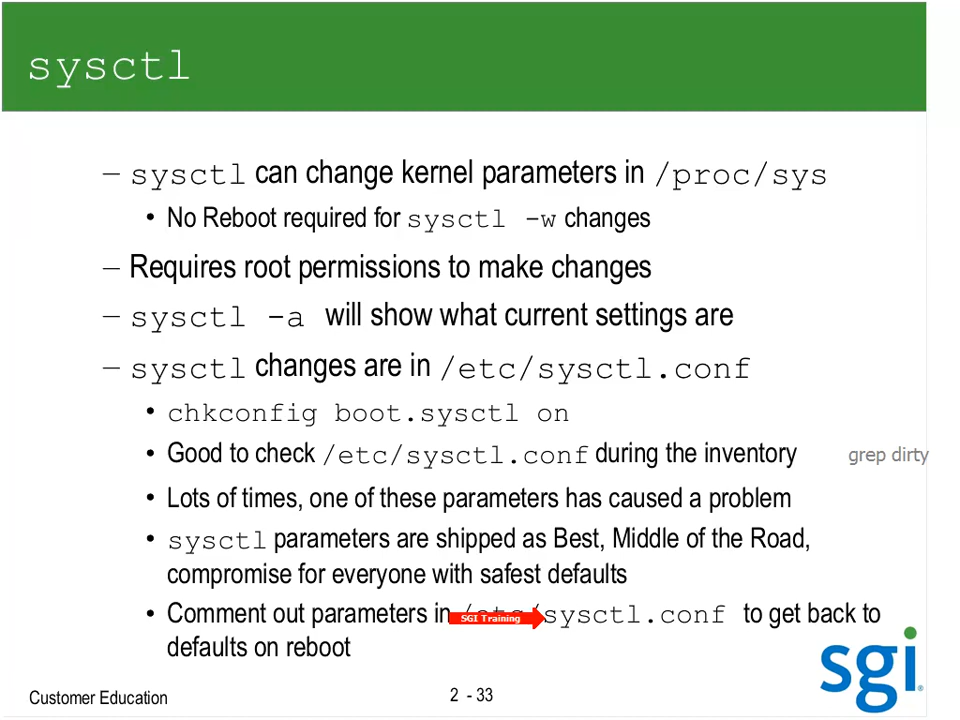 sysctl
– sysctl can change kernel parameters in /proc/sys
• No Reboot required for sysctl -w changes
– Requires root permissions to make changes
– sysctl -a will show what current settings are
– sysctl changes are in /etc/sysctl.conf
• chkconfig boot.sysctl on
• Good to check /etc/sysctl.conf during the inventory grep dirty
• Lots of times, one of these parameters has caused a problem
• sysctl parameters are shipped as Best, Middle of the Road,
compromise for everyone with safest defaults
• Comment out parameters in /etc/sysctl.conf to get back to
SGI Training
defaults on reboot
sgi®
Customer Education 2 - 33